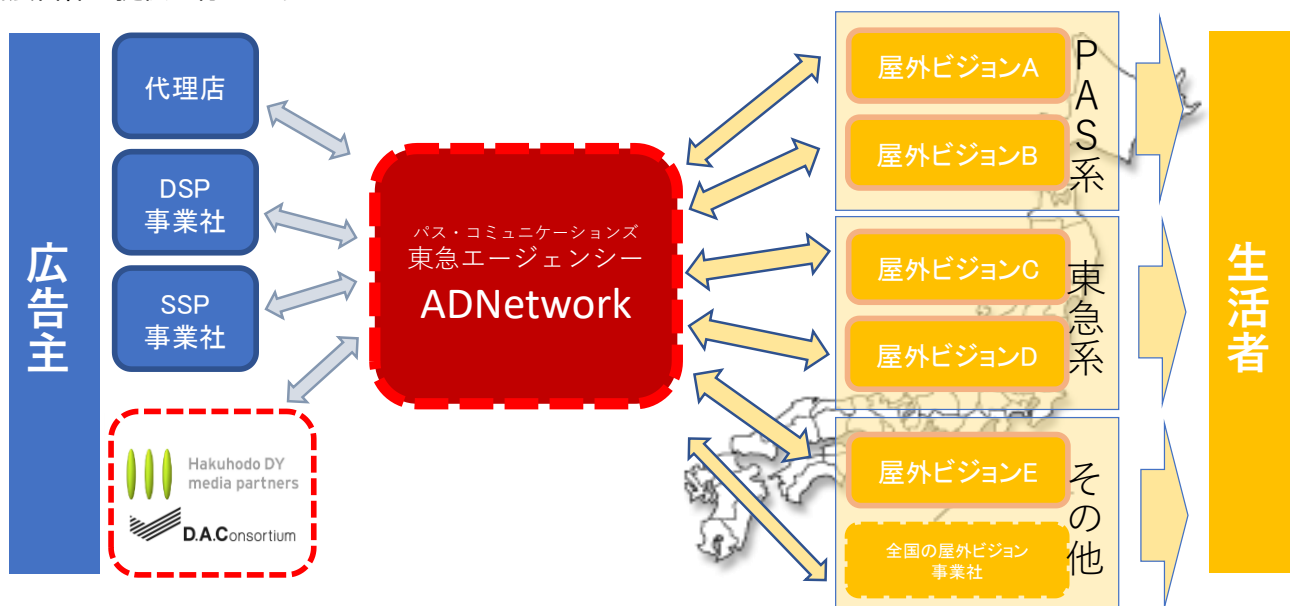 広告主
代理店
DSP
事業社
SSP
事業社
Hakuhodo DY
media partners
D.A.Consortium
パス・コミュニケーションズ
東急エージェンシー
ADNetwork
屋外ビジョンA
屋外ビジョンB
PAS系
屋外ビジョンC
屋外ビジョンD
東急系
屋外ビジョンE
全国の屋外ビジョン
事業社
その他
生活者